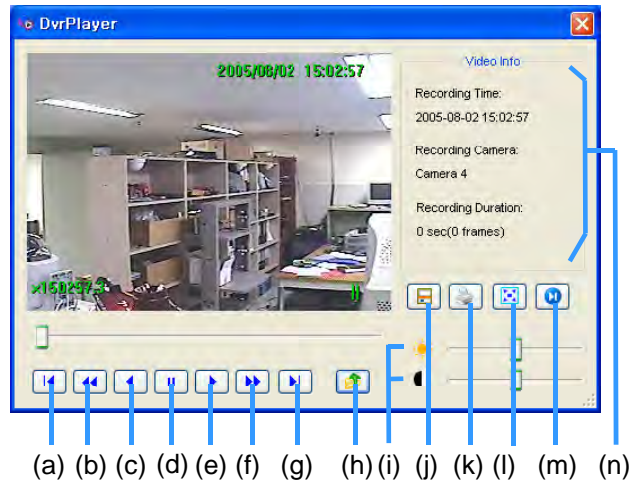 DvrPlayer
2005/08/02 15:02:57
x150297.3
Video Info
Recording Time:
2005-08-02 15:02:57
Recording Camera:
Camera 4
Recording Duration:
0 sec(0 frames)
(a) (b) (c) (d) (e) (f) (g) (h) (i) (j) (k) (l) (m) (n)